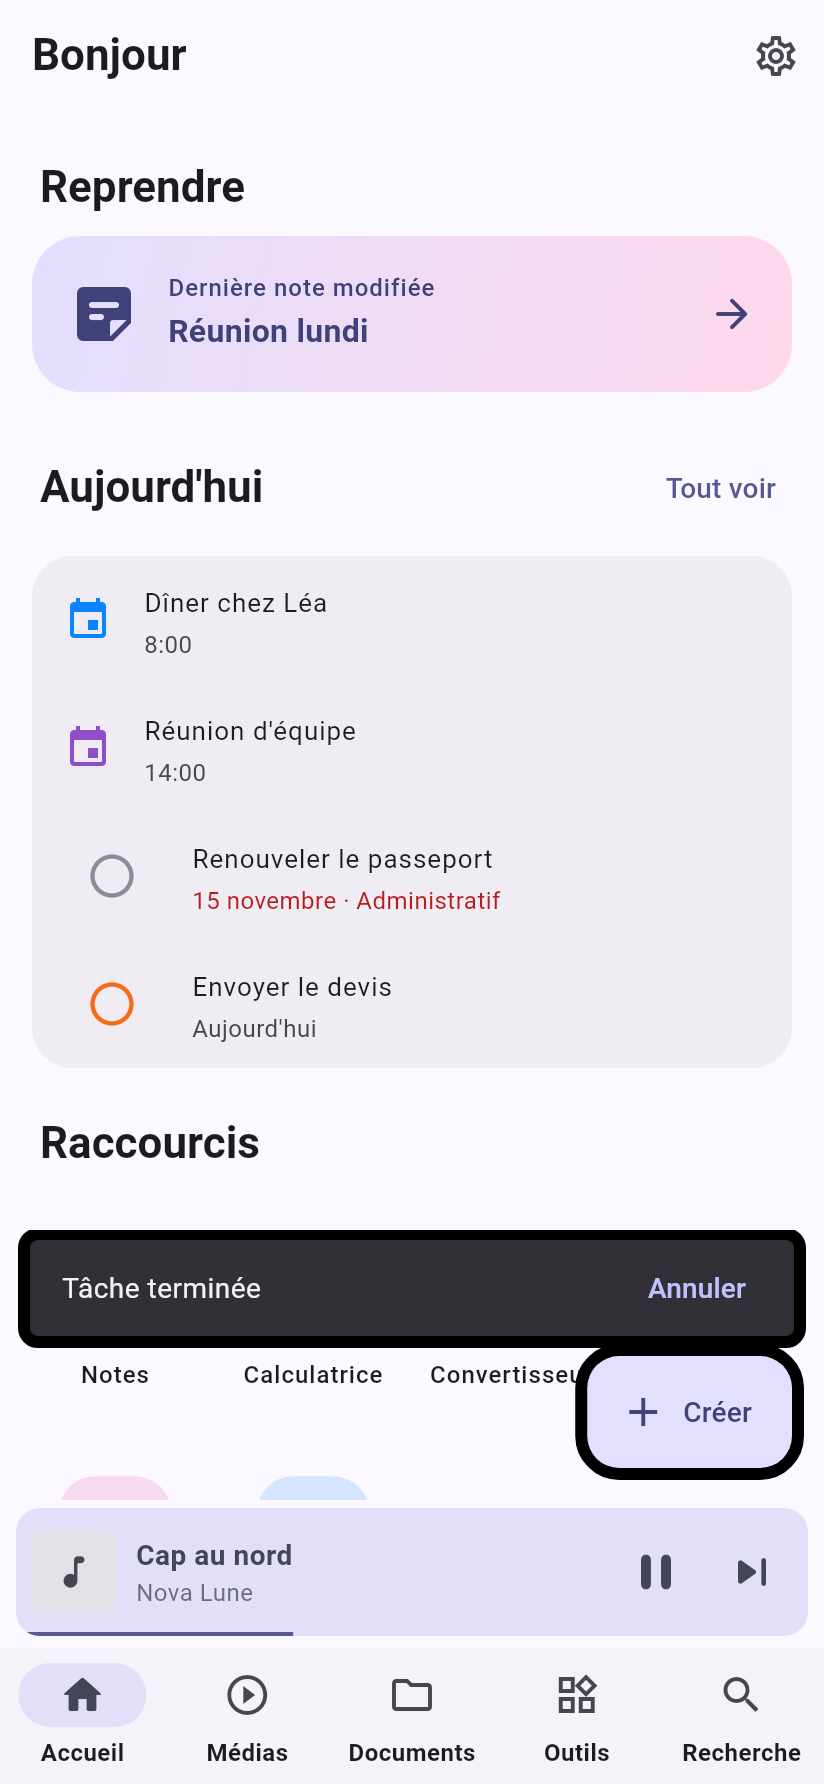 Bonjour
Reprendre
Dernière note modifiée
Réunion lundi
Aujourd'hui
Tout voir
Dîner chez Léa
8:00
Réunion d'équipe
14:00
Renouveler le passeport
15 novembre · Administratif
Envoyer le devis
Aujourd'hui
Raccourcis
Tâche terminée
Annuler
Notes
Calculatrice
Convertisseu
Créer
Cap au nord
Nova Lune
Accueil
Médias
Documents
Outils
Recherche